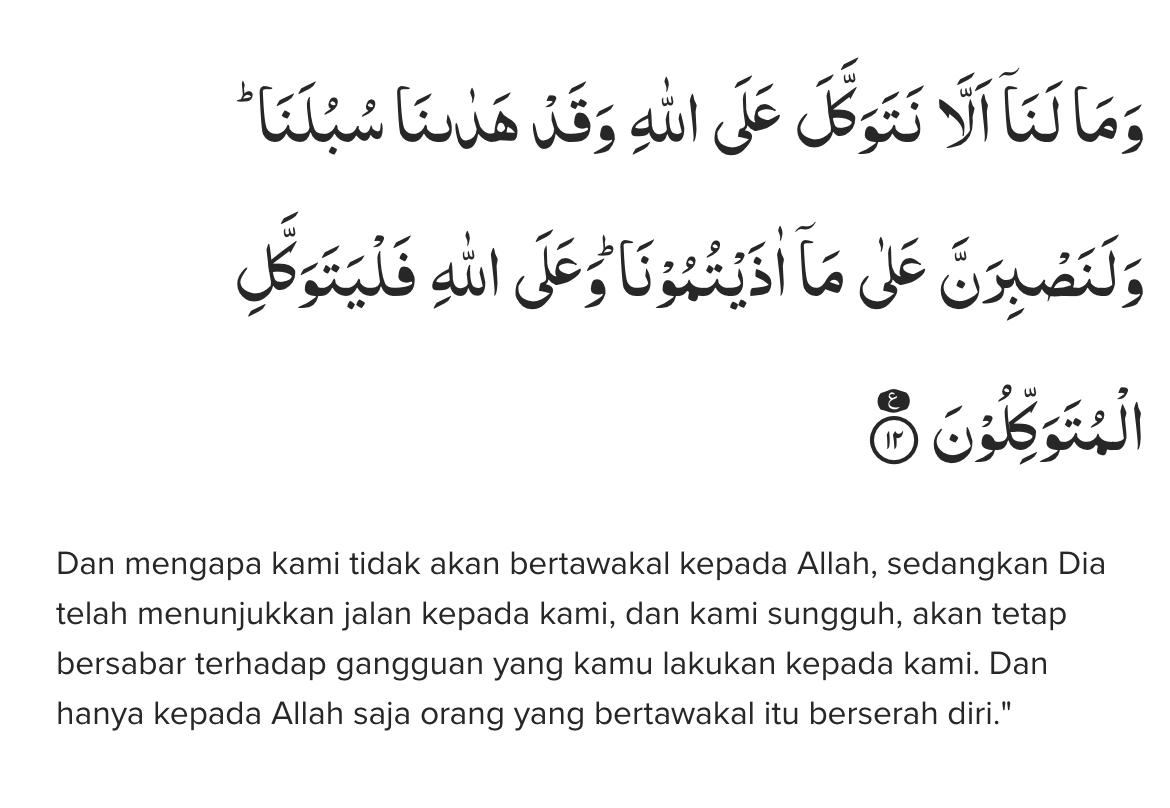 وَمَا لَنَآ اَلَّا نَتَوَكَّلَ عَلَى اللّٰهِ وَقَدْ هَدٰىنَا سُبُلَنَاۗ
وَلَنَصْبِرَنَّ عَلٰى مَآ اٰذَيْتُمُوْنَاۗ وَعَلَى اللّٰهِ فَلْيَتَوَكَّلِ
الْمُتَوَكِّلُوْنَ ࣖ ١٢
Dan mengapa kami tidak akan bertawakal kepada Allah, sedangkan Dia
telah menunjukkan jalan kepada kami, dan kami sungguh, akan tetap
bersabar terhadap gangguan yang kamu lakukan kepada kami. Dan
hanya kepada Allah saja orang yang bertawakal itu berserah diri."